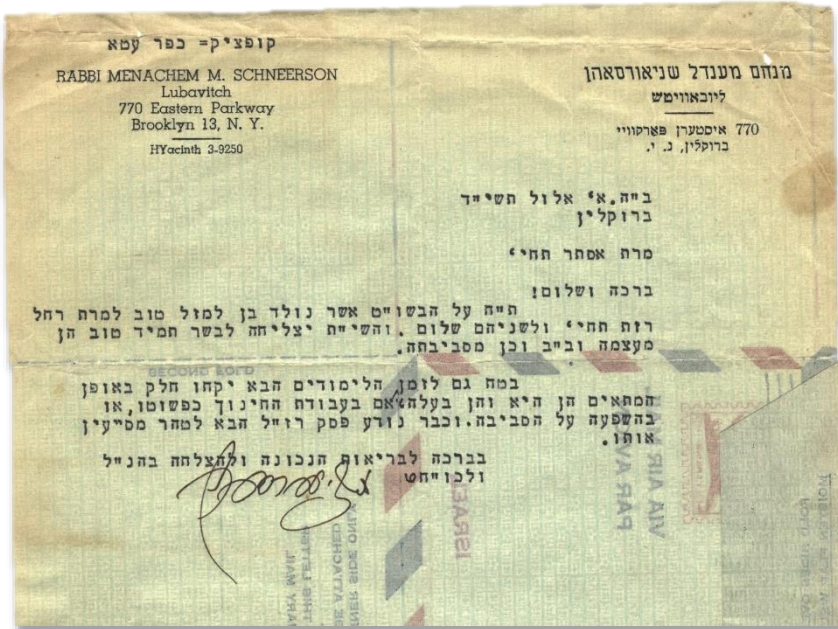 קופציק= כפר עטא
RABBI MENACHEM M. SCHNEERSON
Lubavitch
770 Eastern Parkway
Brooklyn 13, N. Y.
HYacinth 3-9250
מנחם מענדל שניאורסאהן
ליובאוויטש
770 איסטערן פארקוויי
ברוקלין, נ. י.
ב"ה.א' אלול תשי"ד
ברוקלין
מרת אסתר תחי'
ברכה ושלום!
ת"ח על הבשו"ט אשר נולד בן למזל טוב למרת רחל
רזת תחי' ולשניהם שלום .והשי"ת יצליחה לבשר תמיד טוב הן
מעצמה וב"ב וכן מסביבתה.
בטח גם לזמן הלימודים הבא יקחו חלק באופן
המתאים הן היא והן בעלה,אם בעבודת החינוך כפשוטו,או
בהשפעה על הסביבה.וכבר נודע פסק רז"ל הבא לטהר מסייעין
אותו.
בברכה לבריאות הנכונה ולהצלחה בהנ"ל
ולכוי"חט
SECOND FOLD
VIA AIR MAIL
PAR AVION
ISRAEL